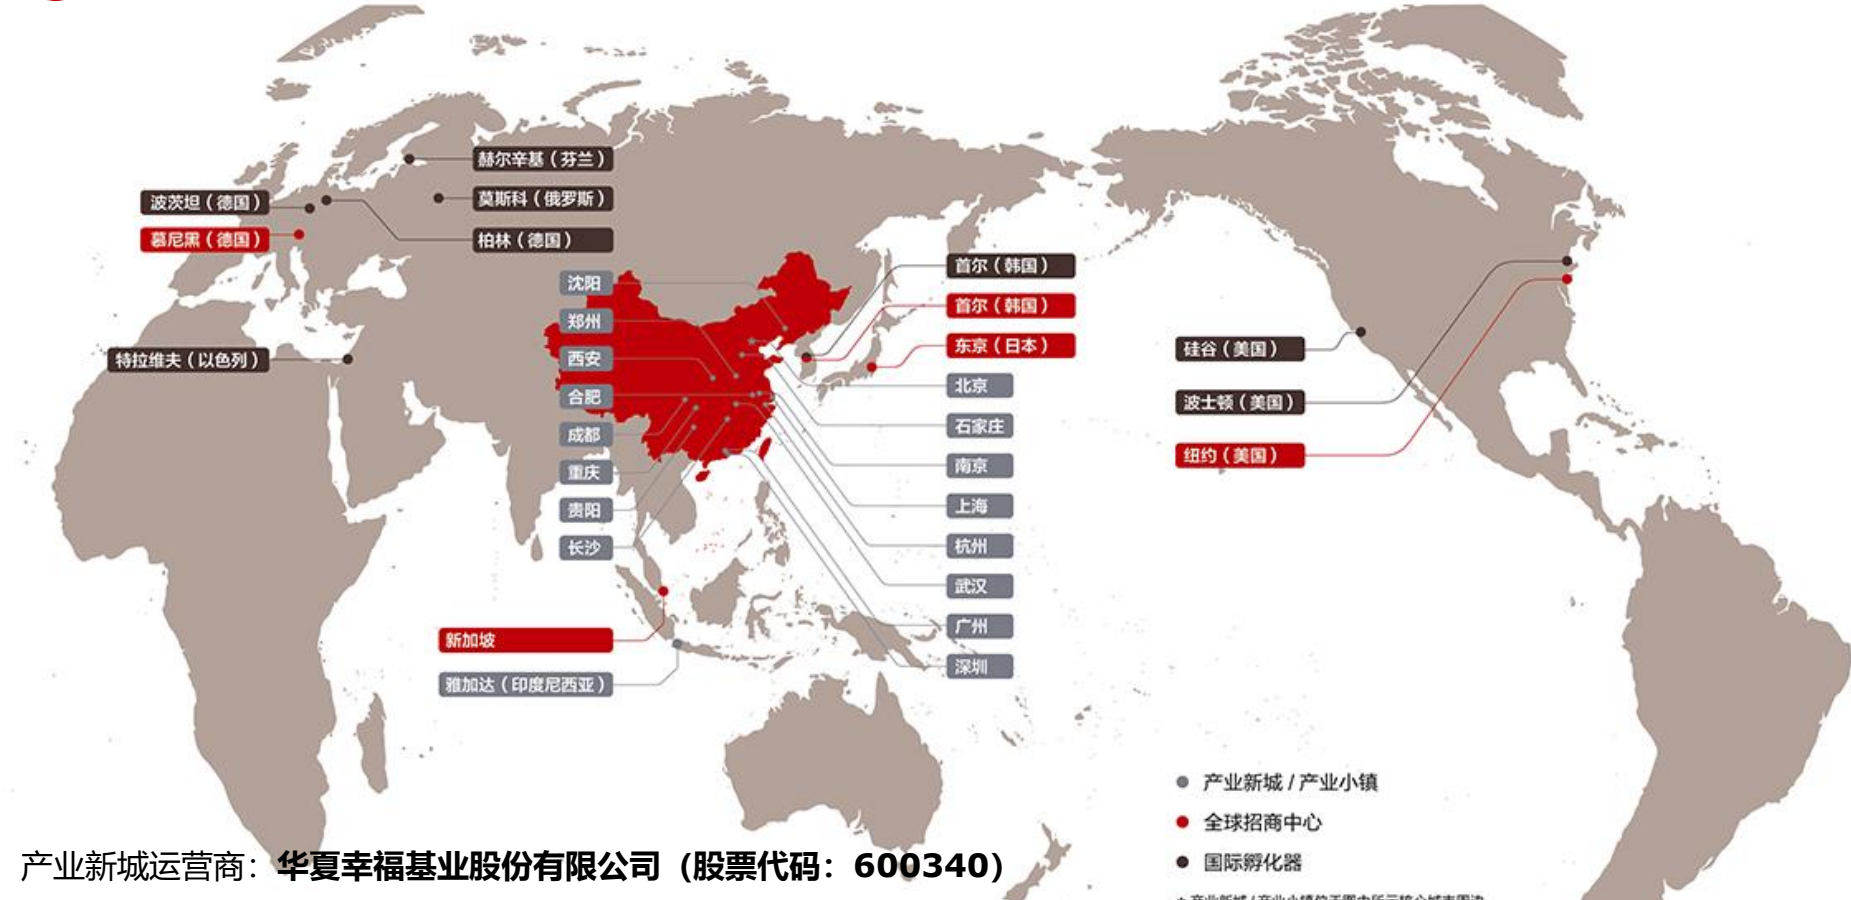 赫尔辛基（芬兰）
波茨坦（德国）
莫斯科（俄罗斯）
慕尼黑（德国）
柏林（德国）
特拉维夫（以色列）
沈阳
郑州
西安
合肥
成都
重庆
贵阳
长沙
新加坡
雅加达（印度尼西亚）
首尔（韩国）
首尔（韩国）
东京（日本）
北京
石家庄
南京
上海
杭州
武汉
广州
深圳
硅谷（美国）
波士顿（美国）
纽约（美国）
产业新城 / 产业小镇
全球招商中心
国际孵化器
产业新城运营商：华夏幸福基业股份有限公司（股票代码：600340）